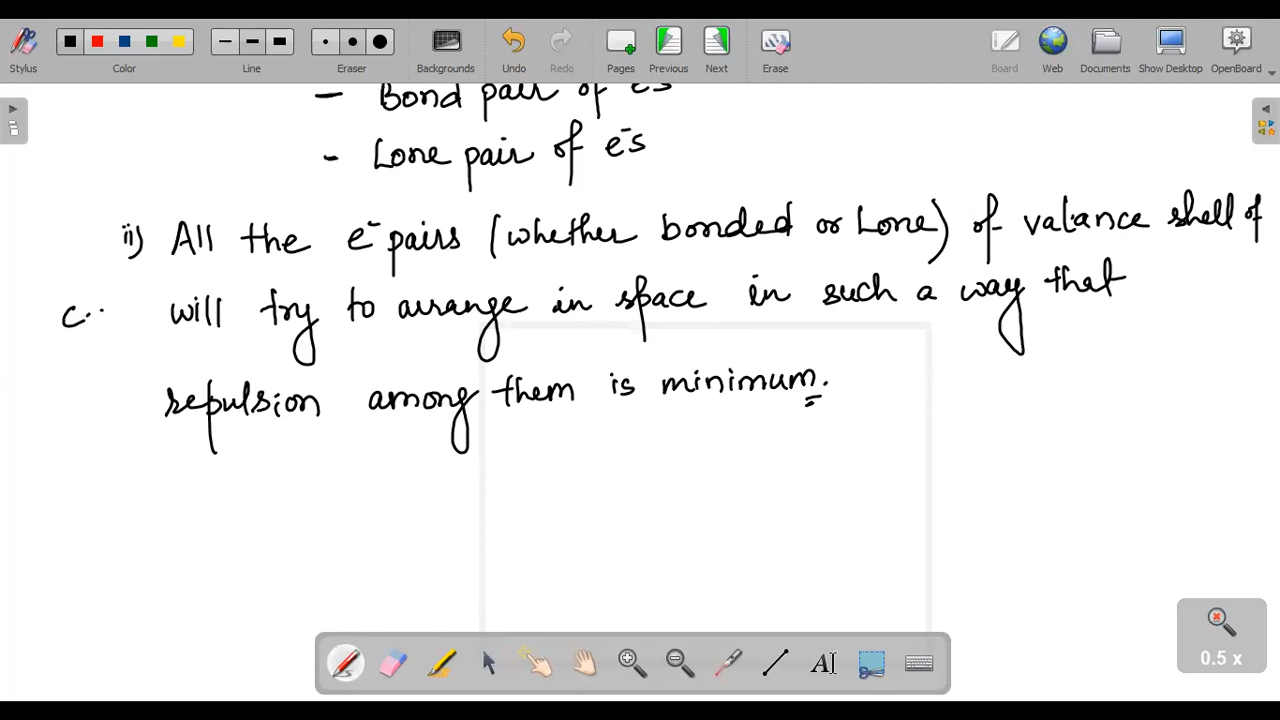 Stylus
Color
Line
Eraser
Backgrounds
Undo
Redo
Pages
Previous
Next
Erase
Board
Web
Documents
Show Desktop
OpenBoard
- Bond pair of e⁻s
- Lone pair of e⁻s
ii) All the e⁻ pairs (whether bonded or Lone) of valance shell of
C.. will try to arrange in space in such a way that
repulsion among them is minimum.
0.5 x